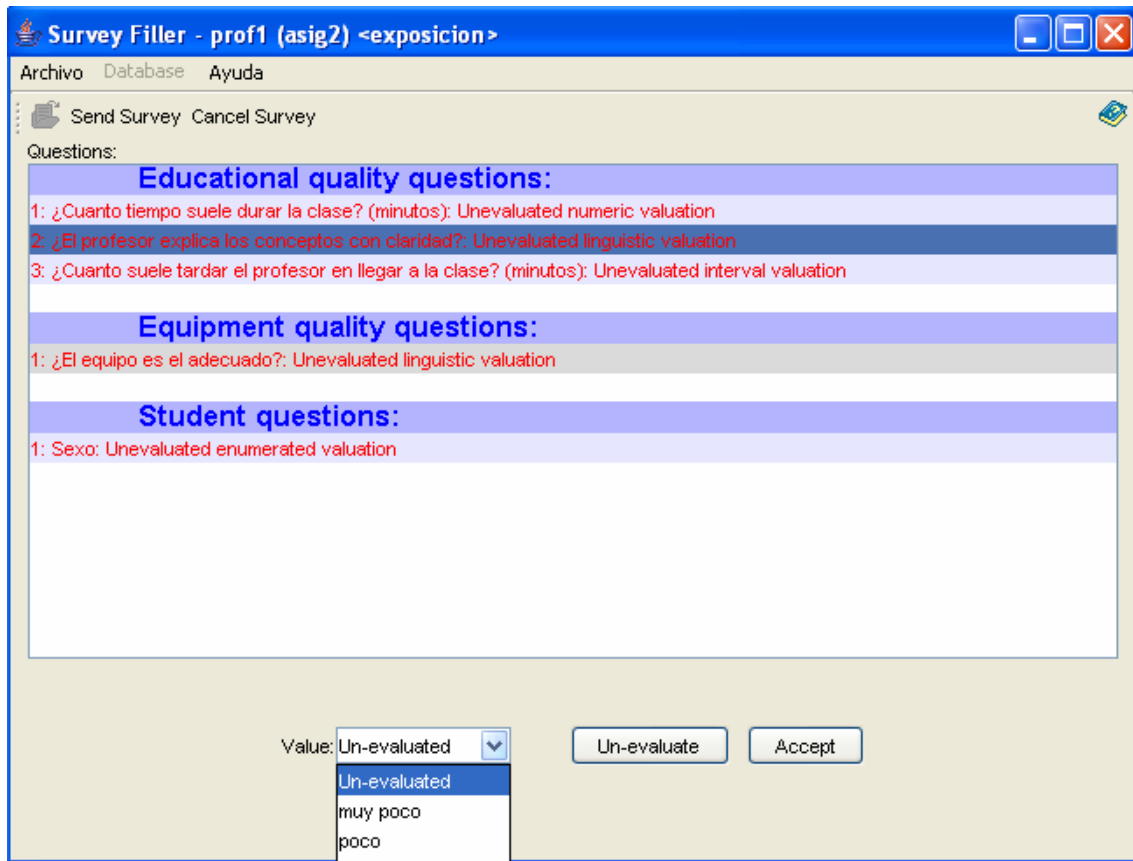 Survey Filler - prof1 (asig2) <exposicion>
Archivo Database Ayuda
Send Survey Cancel Survey
Questions:
Educational quality questions:
1: ¿Cuanto tiempo suele durar la clase? (minutos): Unevaluated numeric valuation
2: ¿El profesor explica los conceptos con claridad?: Unevaluated linguistic valuation
3: ¿Cuanto suele tardar el profesor en llegar a la clase? (minutos): Unevaluated interval valuation
Equipment quality questions:
1: ¿El equipo es el adecuado?: Unevaluated linguistic valuation
Student questions:
1: Sexo: Unevaluated enumerated valuation
Value: Un-evaluated Un-evaluate Accept
Un-evaluated
muy poco
poco